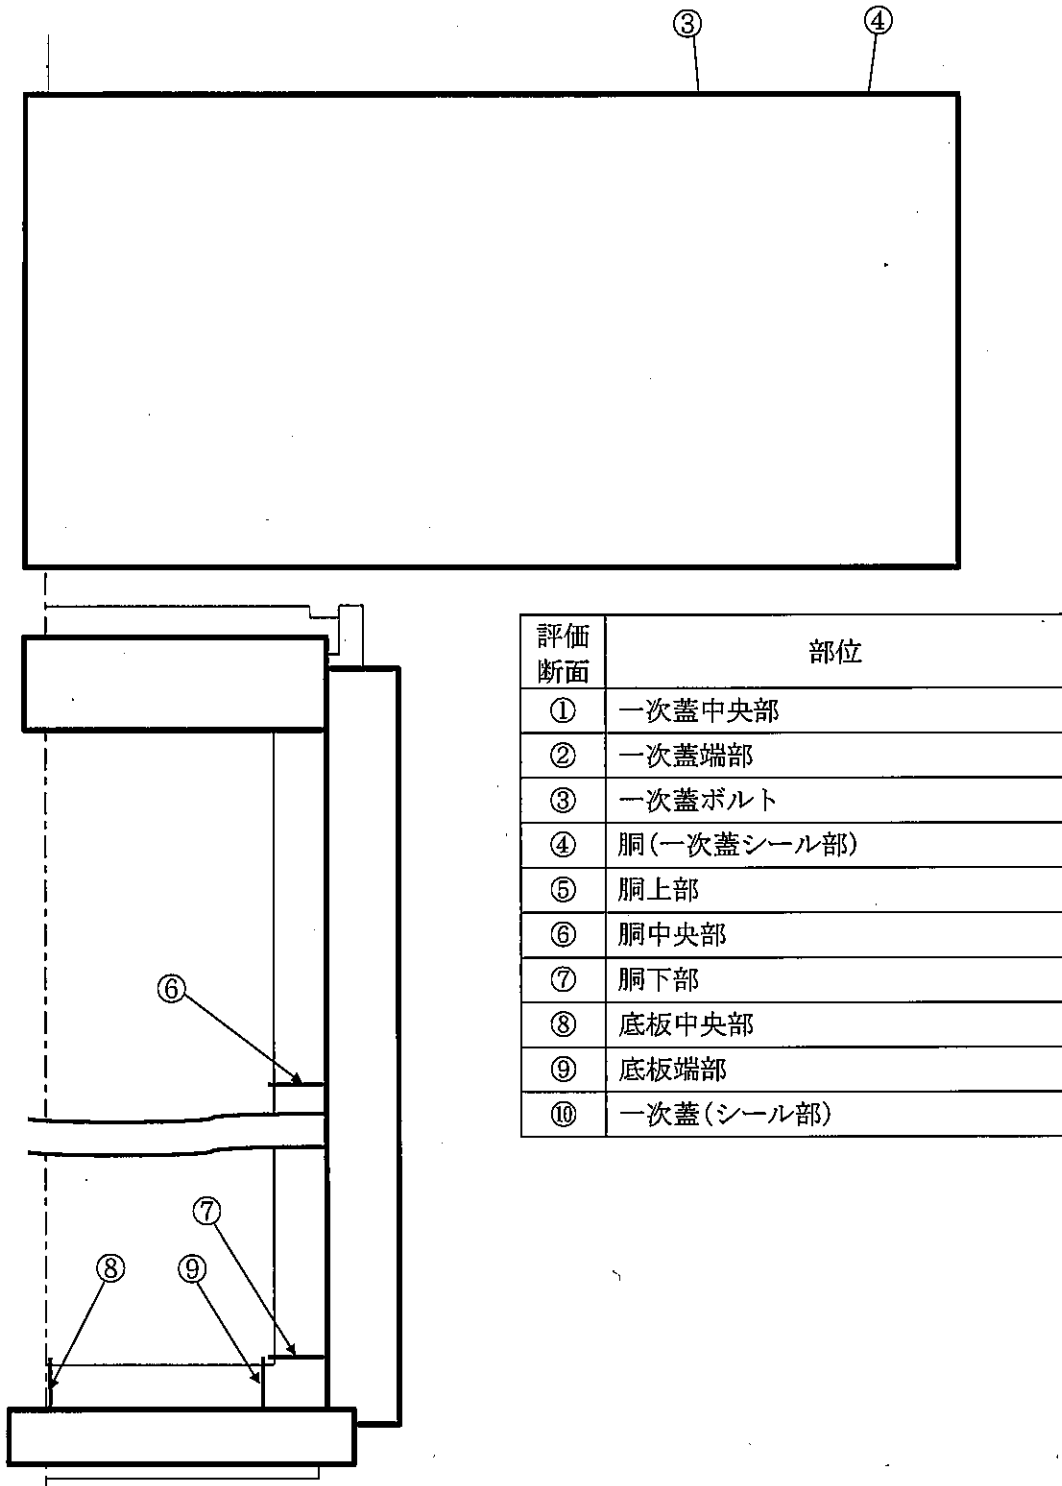 ③ ④
評価
断面 部位
① 一次蓋中央部
② 一次蓋端部
③ 一次蓋ボルト
④ 胴(一次蓋シール部)
⑤ 胴上部
⑥ 胴中央部
⑦ 胴下部
⑧ 底板中央部
⑨ 底板端部
⑩ 一次蓋(シール部)
⑥
⑦
⑧ ⑨